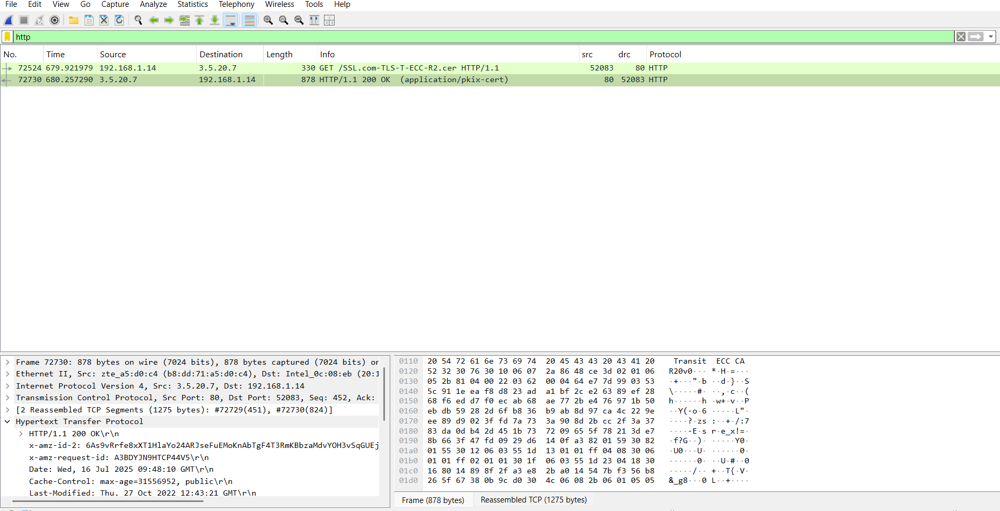 File Edit View Go Capture Analyze Statistics Telephony Wireless Tools Help
http
No. Time Source Destination Length Info src drc Protocol
72524 679.921979 192.168.1.14 3.5.20.7 330 GET /SSL.com-TLS-T-ECC-R2.cer HTTP/1.1 52083 80 HTTP
72730 680.257290 3.5.20.7 192.168.1.14 878 HTTP/1.1 200 OK (application/pkix-cert) 80 52083 HTTP
Frame 72730: 878 bytes on wire (7024 bits), 878 bytes captured (7024 bits) or
Ethernet II, Src: zte_a5:d0:c4 (b8:dd:71:a5:d0:c4), Dst: Intel_0c:08:eb (20:1
Internet Protocol Version 4, Src: 3.5.20.7, Dst: 192.168.1.14
Transmission Control Protocol, Src Port: 80, Dst Port: 52083, Seq: 452, Ack:
[2 Reassembled TCP Segments (1275 bytes): #72729(451), #72730(824)]
Hypertext Transfer Protocol
HTTP/1.1 200 OK\r\n
x-amz-id-2: 6As9vRrfe8xXT1HlaYo24ARJseFuEMoKnAbTgF4T3RmKBbzaMdvYOH3vSqGUEj
x-amz-request-id: A3BDYJN9HTCP44V5\r\n
Date: Wed, 16 Jul 2025 09:48:10 GMT\r\n
Cache-Control: max-age=31556952, public\r\n
Last-Modified: Thu, 27 Oct 2022 12:43:21 GMT\r\n
0110 20 54 72 61 6e 73 69 74 20 45 43 43 20 43 41 20 Transit ECC CA
0120 52 32 30 76 30 10 06 07 2a 86 48 ce 3d 02 01 06 R20v0··· *·H·=···
0130 05 2b 81 04 00 22 03 62 00 04 64 e7 7d 99 03 53 ·+···"·b ··d·}··S
0140 5c 91 1e ea f8 d8 23 ad a1 bf 2c e2 63 89 ef 28 \·····#· ··,·c··(
0150 68 f6 ed d7 f0 ec ab 68 ae 77 2b e4 76 97 1b 50 h······h ·w+·v··P
0160 eb db 59 28 2d 6f b8 36 b9 ab 8d 97 ca 4c 22 9e ··Y(-o·6 ·····L"·
0170 ee 89 d9 02 3f fd 7a 73 3a 90 8d 2b cc 2f 3a 37 ····?·zs :··+·/:7
0180 83 da 0d b4 2d 45 1b 73 72 09 65 5f 78 21 3d e7 ····-E·s r·e_x!=·
0190 8b 66 3f 47 fd 09 29 d6 14 0f a3 82 01 59 30 82 ·f?G··)· ·····Y0·
01a0 01 55 30 12 06 03 55 1d 13 01 01 ff 04 08 30 06 ·U0···U· ······0·
01b0 01 01 ff 02 01 01 30 1f 06 03 55 1d 23 04 18 30 ······0· ··U·#··0
01c0 16 80 14 89 8f 2f a3 e8 2b a0 14 54 7b f3 56 b8 ·····/·· +··T{·V·
01d0 26 5f 67 38 0b 9c d0 30 4c 06 08 2b 06 01 05 05 &_g8···0 L··+····
Frame (878 bytes) Reassembled TCP (1275 bytes)